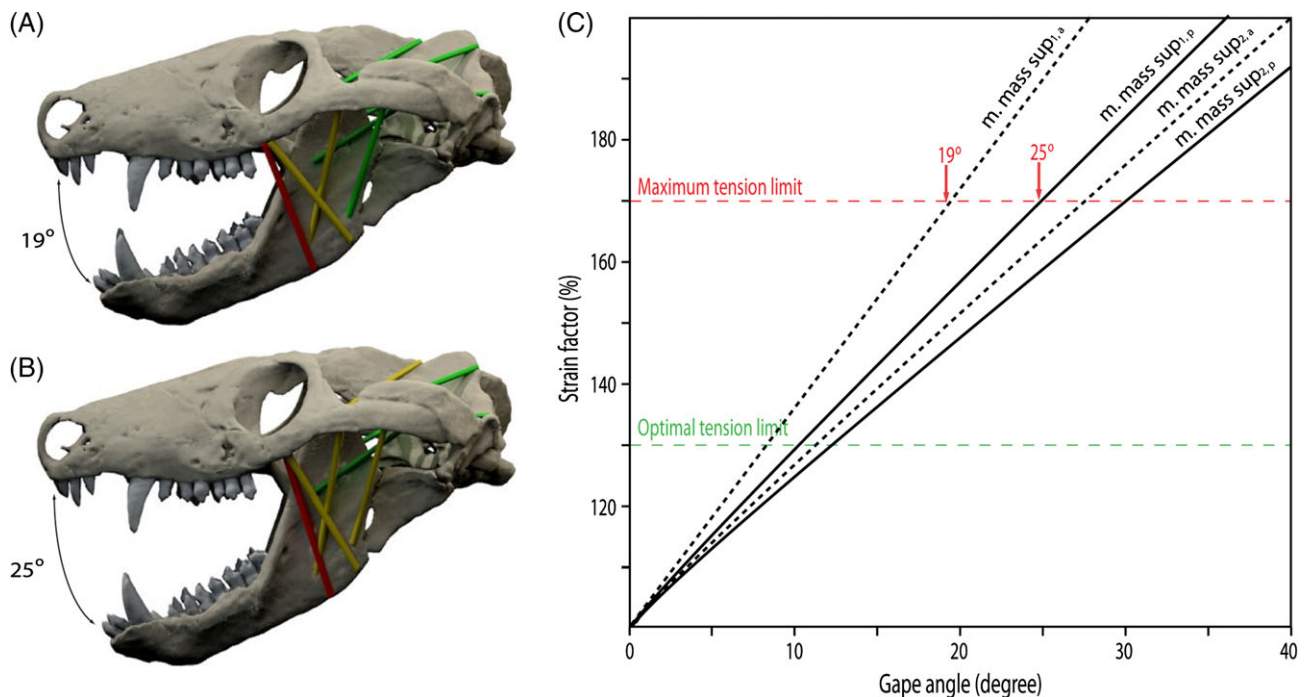 (A)
19°
(B)
25°
(C)
Strain factor (%)
180
160
140
120
m. mass sup1,a
m. mass sup1,p
m. mass sup2,a
m. mass sup2,p
19°
25°
Maximum tension limit
Optimal tension limit
0
10
20
30
40
Gape angle (degree)